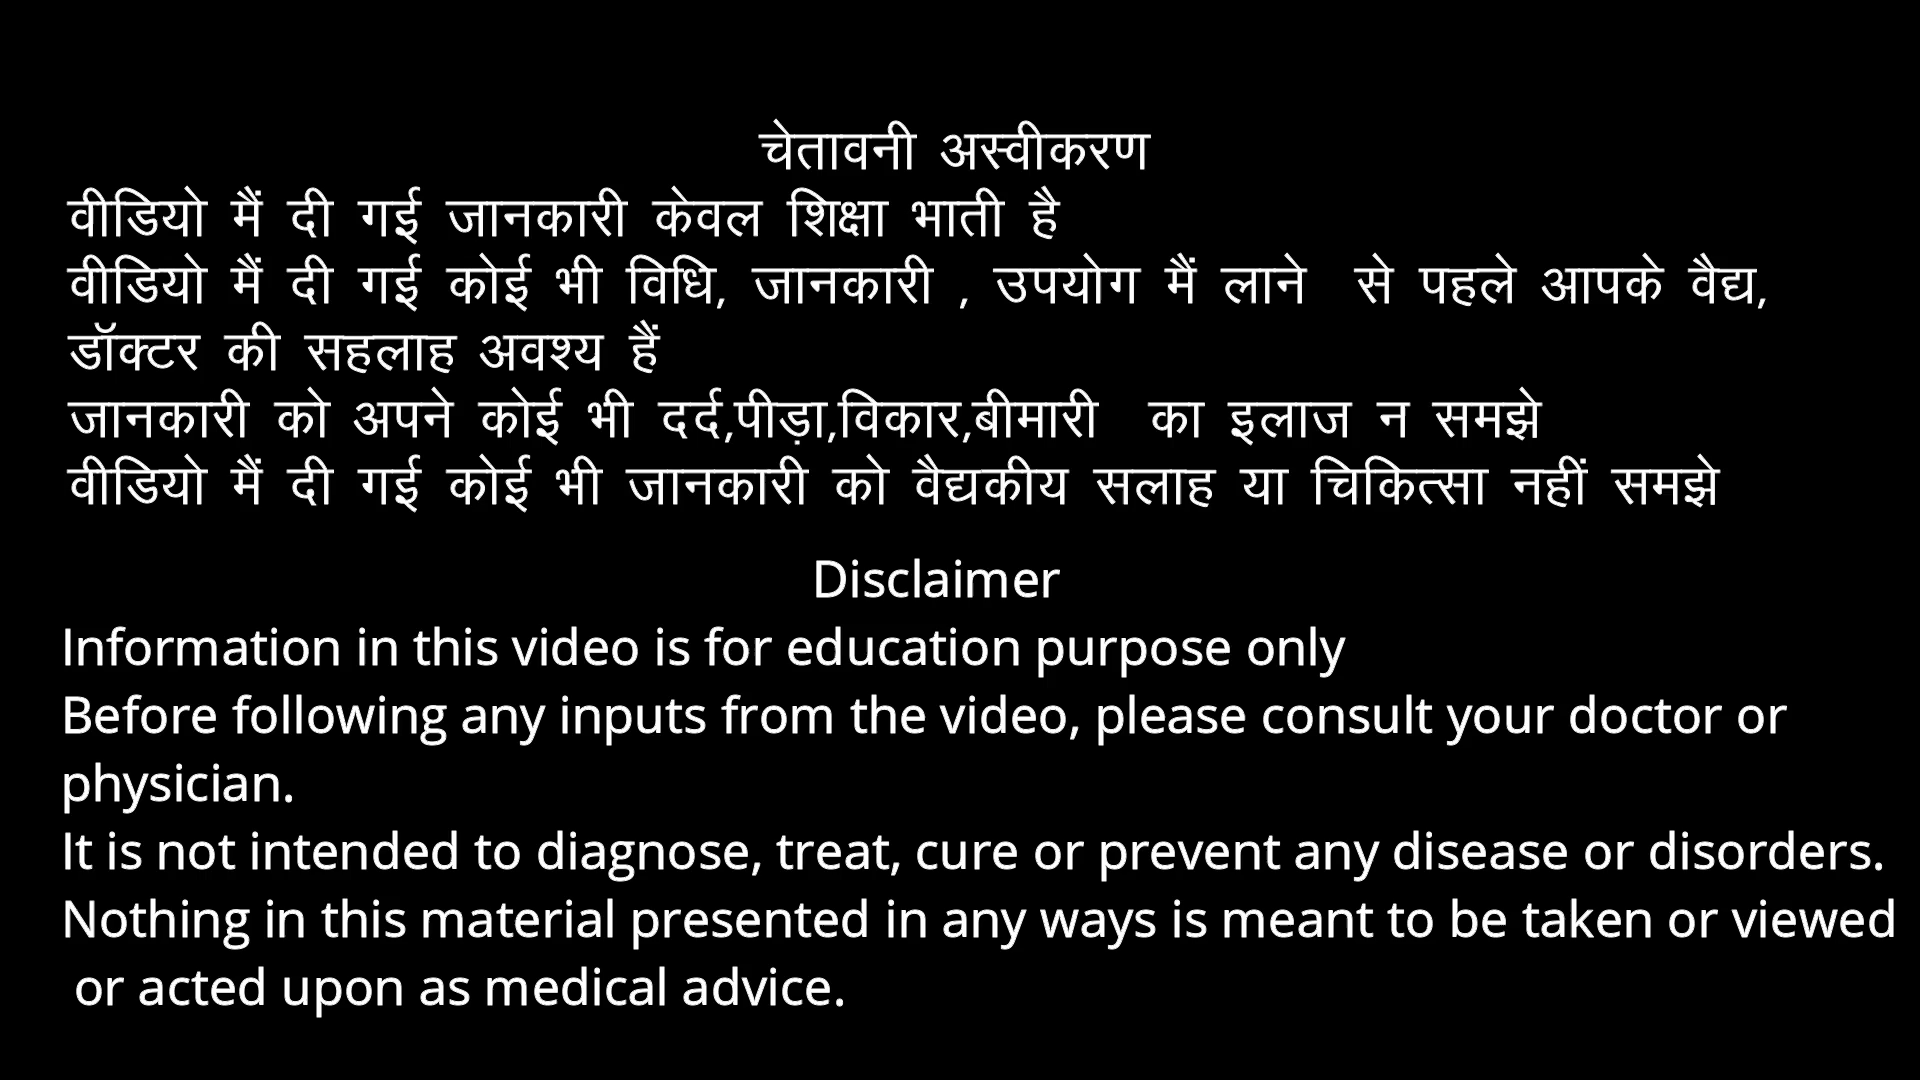 चेतावनी अस्वीकरण
वीडियो मैं दी गई जानकारी केवल शिक्षा भाती है
वीडियो मैं दी गई कोई भी विधि, जानकारी , उपयोग मैं लाने से पहले आपके वैद्य,
डॉक्टर की सहलाह अवश्य हैं
जानकारी को अपने कोई भी दर्द,पीड़ा,विकार,बीमारी का इलाज न समझे
वीडियो मैं दी गई कोई भी जानकारी को वैद्यकीय सलाह या चिकित्सा नहीं समझे
Disclaimer
Information in this video is for education purpose only
Before following any inputs from the video, please consult your doctor or
physician.
It is not intended to diagnose, treat, cure or prevent any disease or disorders.
Nothing in this material presented in any ways is meant to be taken or viewed
or acted upon as medical advice.